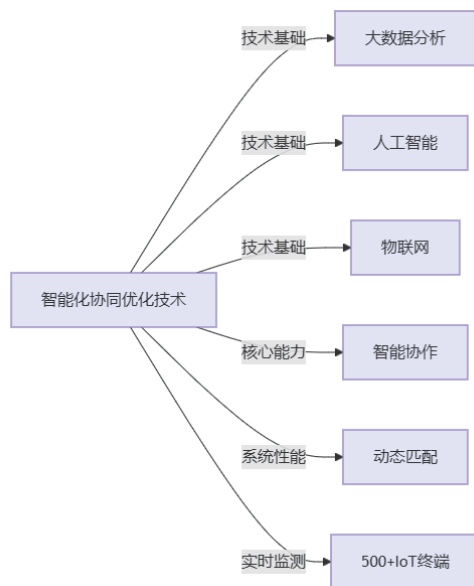 技术基础
大数据分析
技术基础
人工智能
技术基础
物联网
智能化协同优化技术
核心能力
智能协作
系统性能
动态匹配
实时监测
500+IoT终端